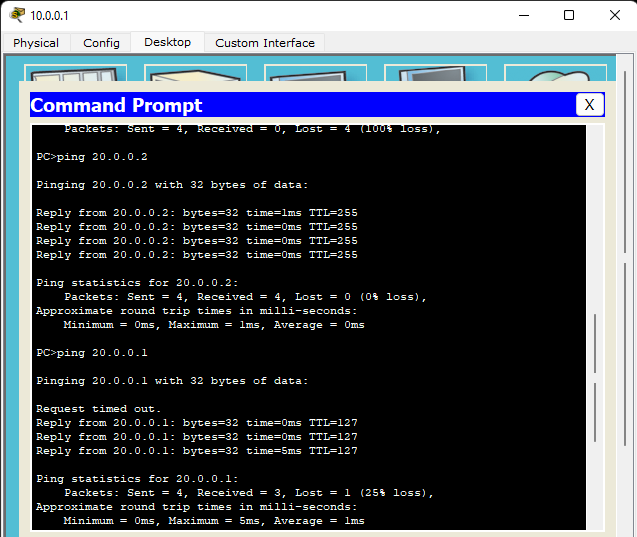 10.0.0.1
Physical Config Desktop Custom Interface
Command Prompt X
Packets: Sent = 4, Received = 0, Lost = 4 (100% loss),
PC>ping 20.0.0.2
Pinging 20.0.0.2 with 32 bytes of data:
Reply from 20.0.0.2: bytes=32 time=1ms TTL=255
Reply from 20.0.0.2: bytes=32 time=0ms TTL=255
Reply from 20.0.0.2: bytes=32 time=0ms TTL=255
Reply from 20.0.0.2: bytes=32 time=0ms TTL=255
Ping statistics for 20.0.0.2:
Packets: Sent = 4, Received = 4, Lost = 0 (0% loss),
Approximate round trip times in milli-seconds:
Minimum = 0ms, Maximum = 1ms, Average = 0ms
PC>ping 20.0.0.1
Pinging 20.0.0.1 with 32 bytes of data:
Request timed out.
Reply from 20.0.0.1: bytes=32 time=0ms TTL=127
Reply from 20.0.0.1: bytes=32 time=0ms TTL=127
Reply from 20.0.0.1: bytes=32 time=5ms TTL=127
Ping statistics for 20.0.0.1:
Packets: Sent = 4, Received = 3, Lost = 1 (25% loss),
Approximate round trip times in milli-seconds:
Minimum = 0ms, Maximum = 5ms, Average = 1ms